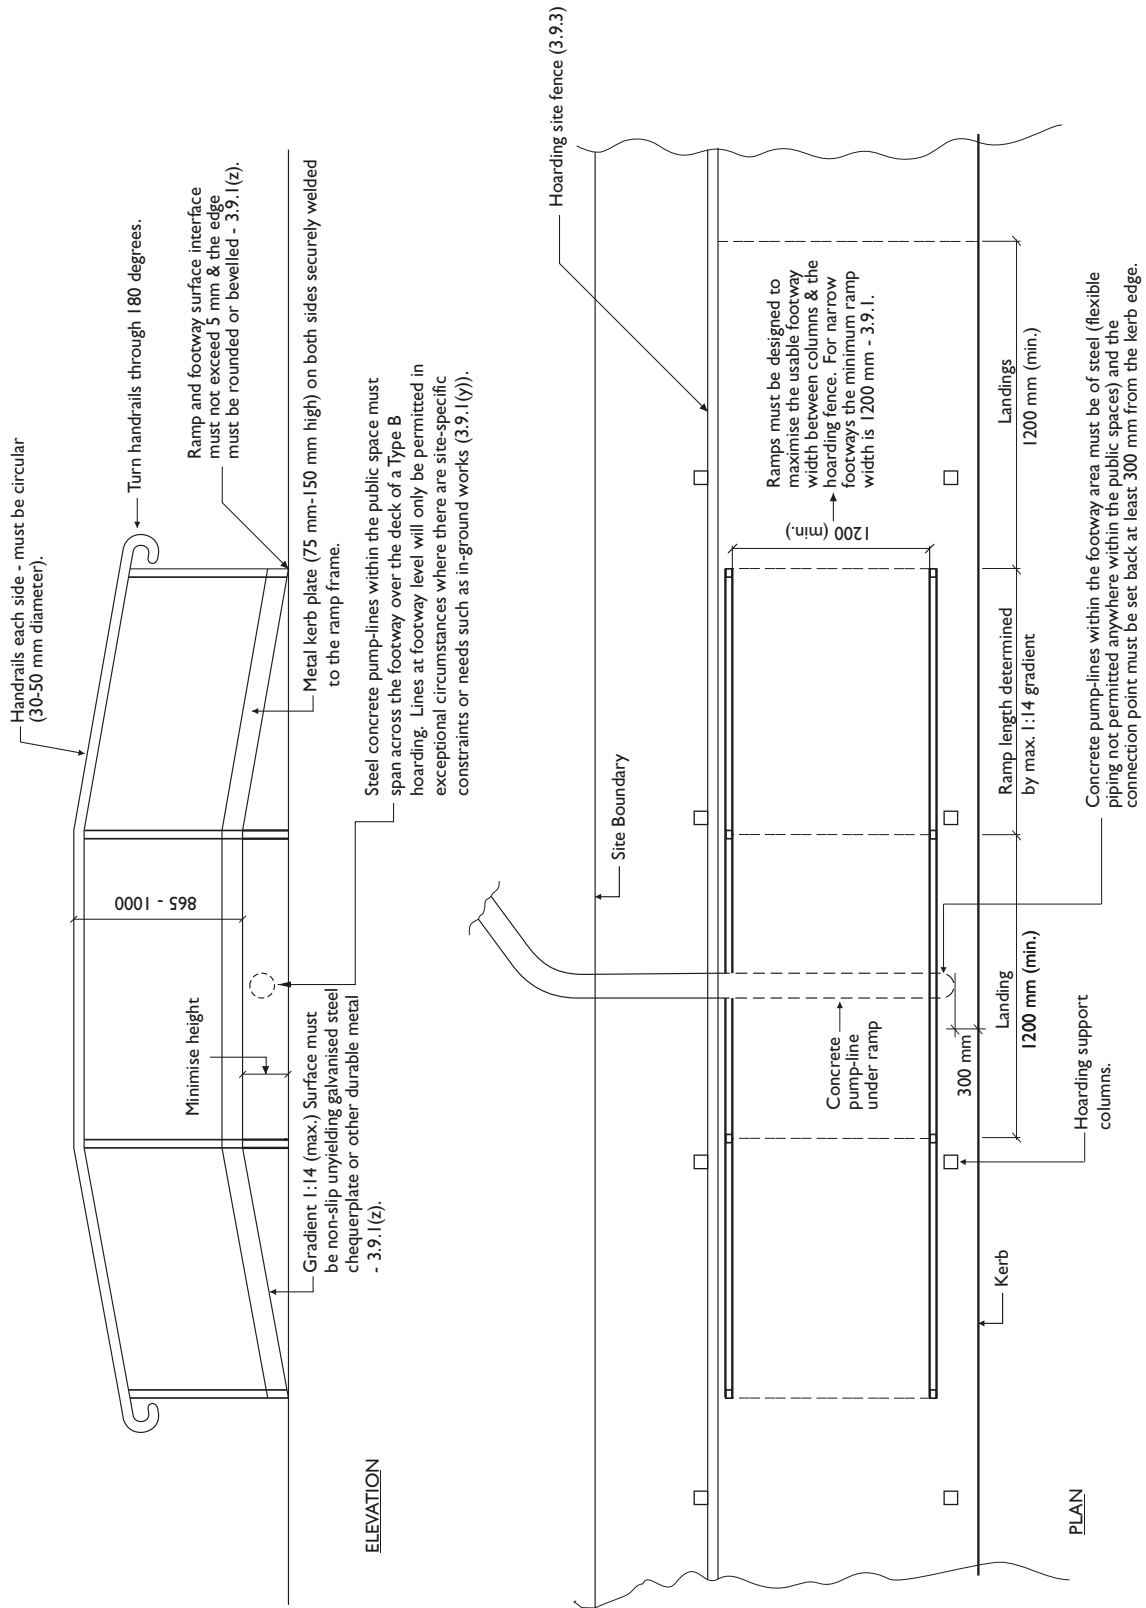 Handrails each side - must be circular
(30-50 mm diameter).
Turn handrails through 180 degrees.
Ramp and footway surface interface
must not exceed 5 mm & the edge
must be rounded or bevelled - 3.9.1(z).
865 - 1000
Minimise height
Metal kerb plate (75 mm-150 mm high) on both sides securely welded
to the ramp frame.
Gradient 1:14 (max.) Surface must
be non-slip unyielding galvanised steel
chequerplate or other durable metal
- 3.9.1(z).
Steel concrete pump-lines within the public space must
span across the footway over the deck of a Type B
hoarding. Lines at footway level will only be permitted in
exceptional circumstances where there are site-specific
constraints or needs such as in-ground works (3.9.1(y)).
ELEVATION
Hoarding site fence (3.9.3)
Site Boundary
Ramps must be designed to
maximise the usable footway
width between columns & the
hoarding fence. For narrow
footways the minimum ramp
width is 1200 mm - 3.9.1.
1200 (min.)
Concrete
pump-line
under ramp
300 mm
Kerb
Landing
1200 mm (min.)
Ramp length determined
by max. 1:14 gradient
Landings
1200 mm (min.)
Hoarding support
columns.
Concrete pump-lines within the footway area must be of steel (flexible
piping not permitted anywhere within the public spaces) and the
connection point must be set back at least 300 mm from the kerb edge.
PLAN